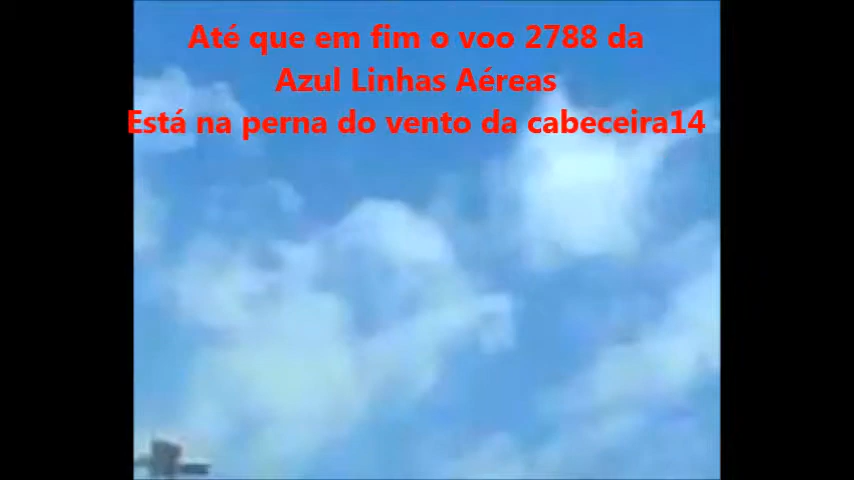 Até que em fim o voo 2788 da
Azul Linhas Aéreas
Está na perna do vento da cabeceira14